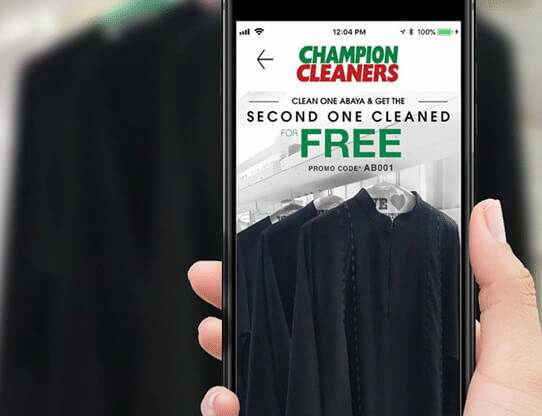 12:04 PM 100%
CHAMPION
CLEANERS
CLEAN ONE ABAYA & GET THE
SECOND ONE CLEANED
FOR FREE
PROMO CODE* AB001